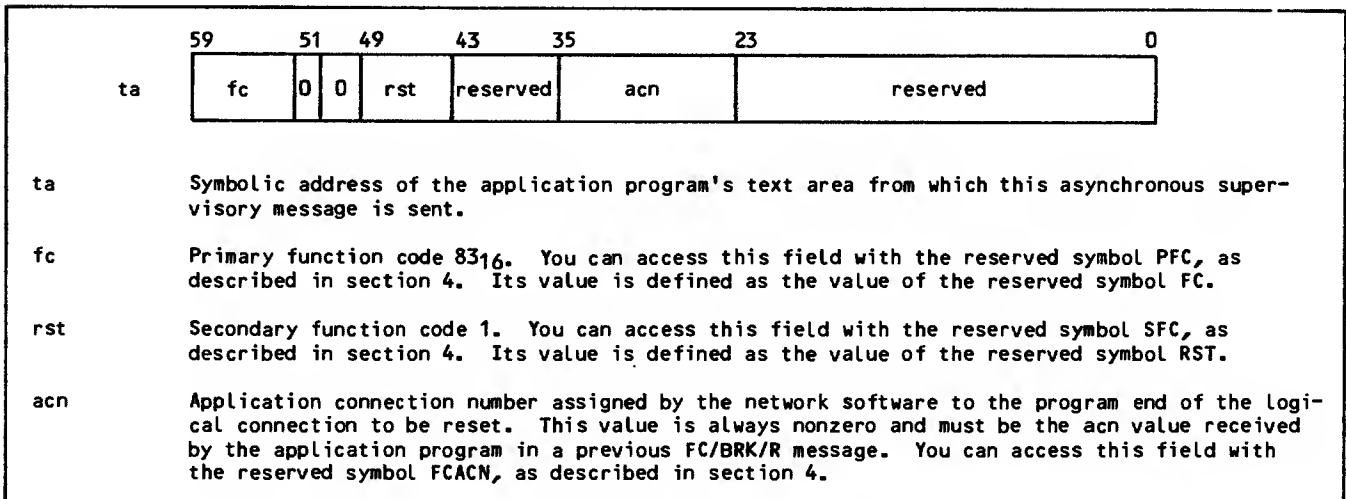 59 51 49 43 35 23 0
ta fc 0 0 rst reserved acn reserved
ta Symbolic address of the application program's text area from which this asynchronous super-
visory message is sent.
fc Primary function code 83₁₆. You can access this field with the reserved symbol PFC, as
described in section 4. Its value is defined as the value of the reserved symbol FC.
rst Secondary function code 1. You can access this field with the reserved symbol SFC, as
described in section 4. Its value is defined as the value of the reserved symbol RST.
acn Application connection number assigned by the network software to the program end of the logi-
cal connection to be reset. This value is always nonzero and must be the acn value received
by the application program in a previous FC/BRK/R message. You can access this field with
the reserved symbol FCACN, as described in section 4.